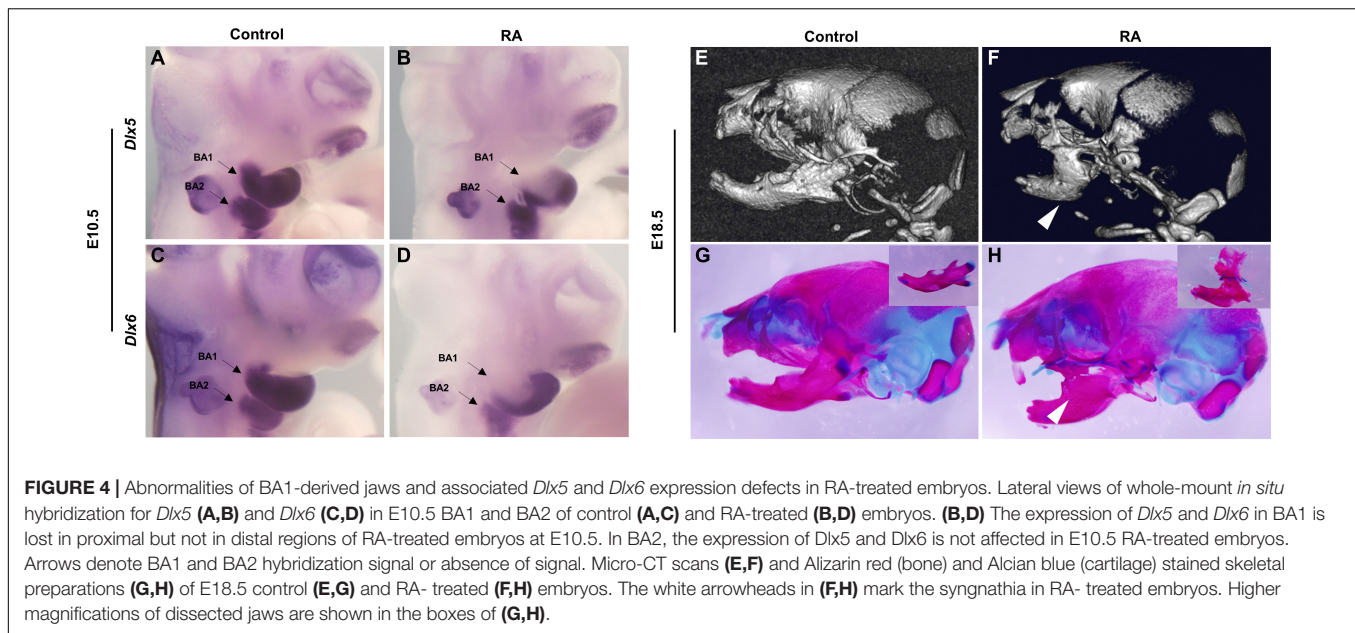 Control
RA
Control
RA
A
B
E
F
Dlx5
BA1
BA1
BA2
BA2
E10.5
E18.5
C
D
G
H
Dlx6
BA1
BA1
BA2
BA2
FIGURE 4 | Abnormalities of BA1-derived jaws and associated Dlx5 and Dlx6 expression defects in RA-treated embryos. Lateral views of whole-mount in situ
hybridization for Dlx5 (A,B) and Dlx6 (C,D) in E10.5 BA1 and BA2 of control (A,C) and RA-treated (B,D) embryos. (B,D) The expression of Dlx5 and Dlx6 in BA1 is
lost in proximal but not in distal regions of RA-treated embryos at E10.5. In BA2, the expression of Dlx5 and Dlx6 is not affected in E10.5 RA-treated embryos.
Arrows denote BA1 and BA2 hybridization signal or absence of signal. Micro-CT scans (E,F) and Alizarin red (bone) and Alcian blue (cartilage) stained skeletal
preparations (G,H) of E18.5 control (E,G) and RA- treated (F,H) embryos. The white arrowheads in (F,H) mark the syngnathia in RA- treated embryos. Higher
magnifications of dissected jaws are shown in the boxes of (G,H).